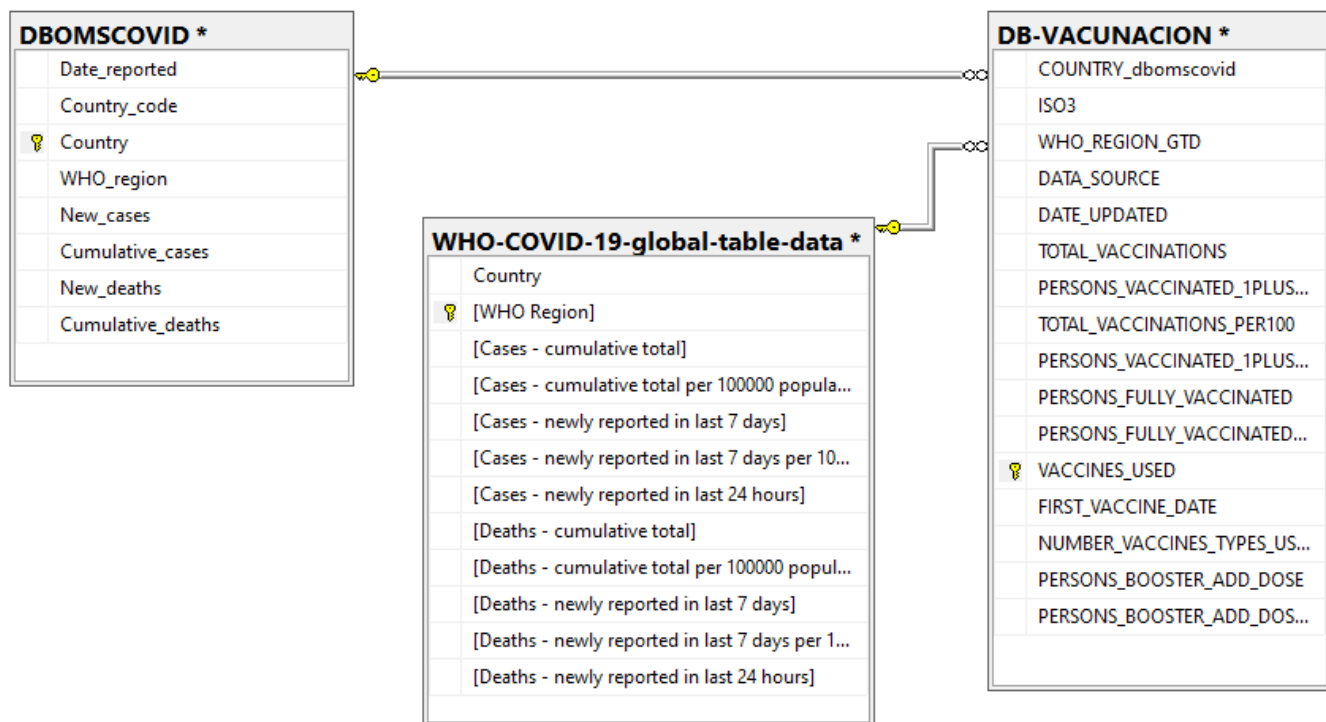 DBOMSCOVID *
Date_reported
Country_code
Country
WHO_region
New_cases
Cumulative_cases
New_deaths
Cumulative_deaths
WHO-COVID-19-global-table-data *
Country
[WHO Region]
[Cases - cumulative total]
[Cases - cumulative total per 100000 popula...
[Cases - newly reported in last 7 days]
[Cases - newly reported in last 7 days per 10...
[Cases - newly reported in last 24 hours]
[Deaths - cumulative total]
[Deaths - cumulative total per 100000 popul...
[Deaths - newly reported in last 7 days]
[Deaths - newly reported in last 7 days per 1...
[Deaths - newly reported in last 24 hours]
DB-VACUNACION *
COUNTRY_dbomscovid
ISO3
WHO_REGION_GTD
DATA_SOURCE
DATE_UPDATED
TOTAL_VACCINATIONS
PERSONS_VACCINATED_1PLUS...
TOTAL_VACCINATIONS_PER100
PERSONS_VACCINATED_1PLUS...
PERSONS_FULLY_VACCINATED
PERSONS_FULLY_VACCINATED...
VACCINES_USED
FIRST_VACCINE_DATE
NUMBER_VACCINES_TYPES_US...
PERSONS_BOOSTER_ADD_DOSE
PERSONS_BOOSTER_ADD_DOS...